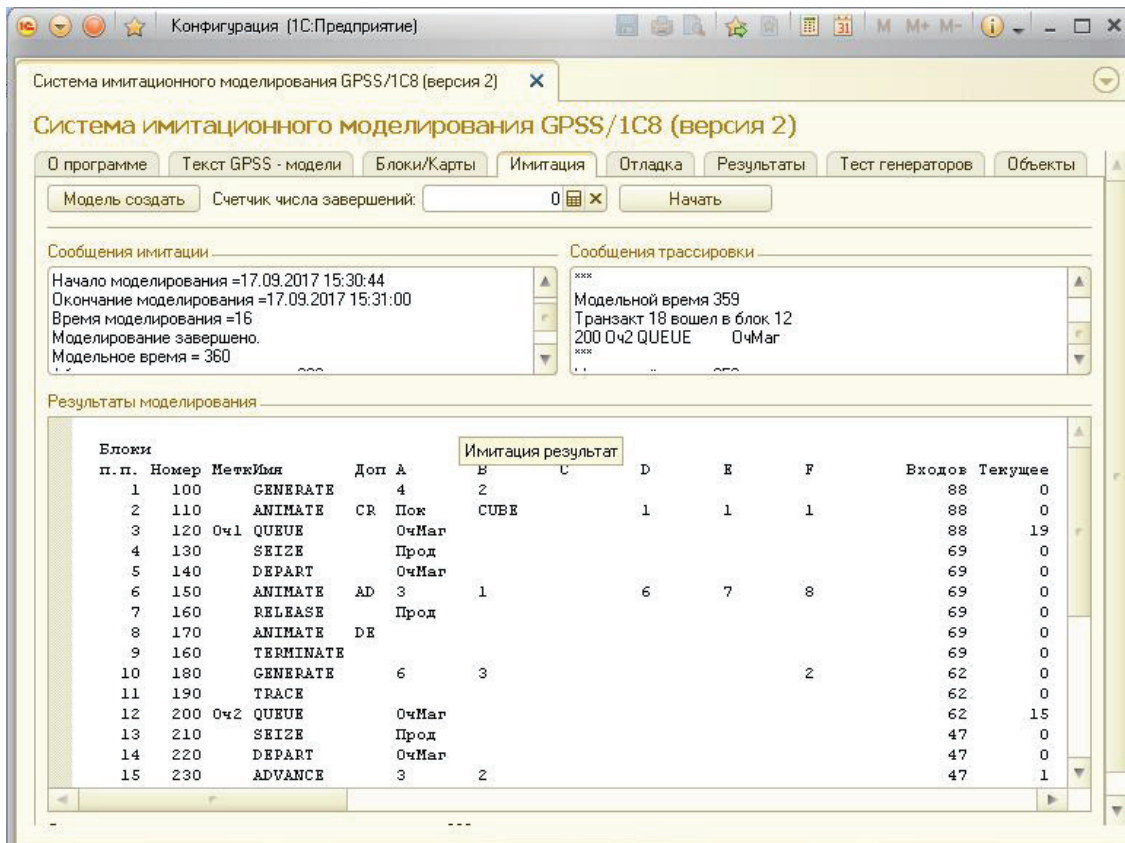 1С Конфигурация (1С:Предприятие) 31 M M+ M-
Система имитационного моделирования GPSS/1C8 (версия 2)
Система имитационного моделирования GPSS/1C8 (версия 2)
О программе Текст GPSS - модели Блоки/Карты Имитация Отладка Результаты Тест генераторов Объекты
Модель создать Счетчик числа завершений: 0 Начать
Сообщения имитации
Начало моделирования =17.09.2017 15:30:44
Окончание моделирования =17.09.2017 15:31:00
Время моделирования =16
Моделирование завершено.
Модельное время = 360
Сообщения трассировки
***
Модельной время 359
Транзакт 18 вошел в блок 12
200 Оч2 QUEUE ОчМаг
***
Результаты моделирования
Имитация результат
Блоки
п.п. Номер МеткИмя Доп A B C D E F Входов Текущее
1 100 GENERATE 4 2 88 0
2 110 ANIMATE CR Пок CUBE 1 1 1 88 0
3 120 Оч1 QUEUE ОчМаг 88 19
4 130 SEIZE Прод 69 0
5 140 DEPART ОчМаг 69 0
6 150 ANIMATE AD 3 1 6 7 8 69 0
7 160 RELEASE Прод 69 0
8 170 ANIMATE DE 69 0
9 160 TERMINATE 69 0
10 180 GENERATE 6 3 2 62 0
11 190 TRACE 62 0
12 200 Оч2 QUEUE ОчМаг 62 15
13 210 SEIZE Прод 47 0
14 220 DEPART ОчМаг 47 0
15 230 ADVANCE 3 2 47 1